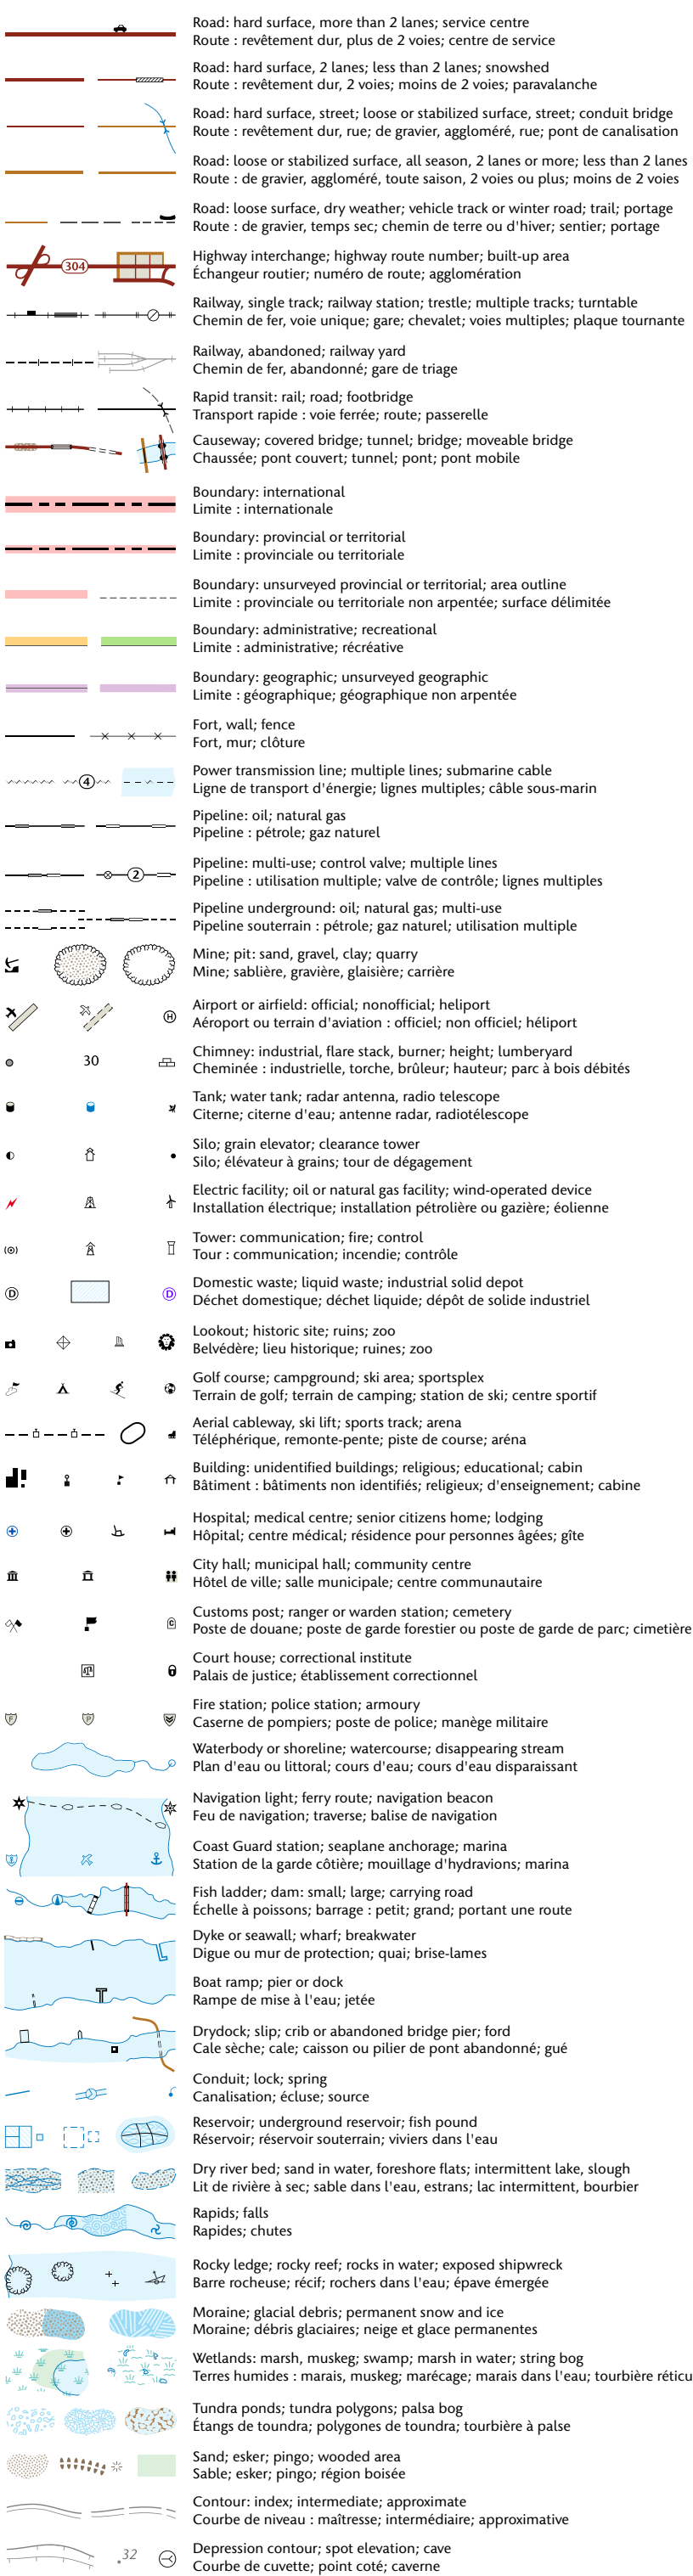 Road: hard surface, more than 2 lanes; service centre
Route : revêtement dur, plus de 2 voies; centre de service
Road: hard surface, 2 lanes; less than 2 lanes; snowshed
Route : revêtement dur, 2 voies; moins de 2 voies; paravalanche
Road: hard surface, street; loose or stabilized surface, street; conduit bridge
Route : revêtement dur, rue; de gravier, aggloméré, rue; pont de canalisation
Road: loose or stabilized surface, all season, 2 lanes or more; less than 2 lanes
Route : de gravier, aggloméré, toute saison, 2 voies ou plus; moins de 2 voies
Road: loose surface, dry weather; vehicle track or winter road; trail; portage
Route : de gravier, temps sec; chemin de terre ou d'hiver; sentier; portage
304
Highway interchange; highway route number; built-up area
Échangeur routier; numéro de route; agglomération
Railway, single track; railway station; trestle; multiple tracks; turntable
Chemin de fer, voie unique; gare; chevalet; voies multiples; plaque tournante
Railway, abandoned; railway yard
Chemin de fer, abandonné; gare de triage
Rapid transit: rail; road; footbridge
Transport rapide : voie ferrée; route; passerelle
Causeway; covered bridge; tunnel; bridge; moveable bridge
Chaussée; pont couvert; tunnel; pont; pont mobile
Boundary: international
Limite : internationale
Boundary: provincial or territorial
Limite : provinciale ou territoriale
Boundary: unsurveyed provincial or territorial; area outline
Limite : provinciale ou territoriale non arpentée; surface délimitée
Boundary: administrative; recreational
Limite : administrative; récréative
Boundary: geographic; unsurveyed geographic
Limite : géographique; géographique non arpentée
Fort, wall; fence
Fort, mur; clôture
4
Power transmission line; multiple lines; submarine cable
Ligne de transport d'énergie; lignes multiples; câble sous-marin
Pipeline: oil; natural gas
Pipeline : pétrole; gaz naturel
2
Pipeline: multi-use; control valve; multiple lines
Pipeline : utilisation multiple; valve de contrôle; lignes multiples
Pipeline underground: oil; natural gas; multi-use
Pipeline souterrain : pétrole; gaz naturel; utilisation multiple
Mine; pit: sand, gravel, clay; quarry
Mine; sablière, gravière, glaisière; carrière
H
Airport or airfield: official; nonofficial; heliport
Aéroport ou terrain d'aviation : officiel; non officiel; héliport
30
Chimney: industrial, flare stack, burner; height; lumberyard
Cheminée : industrielle, torche, brûleur; hauteur; parc à bois débités
Tank; water tank; radar antenna, radio telescope
Citerne; citerne d'eau; antenne radar, radiotélescope
Silo; grain elevator; clearance tower
Silo; élévateur à grains; tour de dégagement
Electric facility; oil or natural gas facility; wind-operated device
Installation électrique; installation pétrolière ou gazière; éolienne
Tower: communication; fire; control
Tour : communication; incendie; contrôle
D D
Domestic waste; liquid waste; industrial solid depot
Déchet domestique; déchet liquide; dépôt de solide industriel
Lookout; historic site; ruins; zoo
Belvédère; lieu historique; ruines; zoo
Golf course; campground; ski area; sportsplex
Terrain de golf; terrain de camping; station de ski; centre sportif
Aerial cableway, ski lift; sports track; arena
Téléphérique, remonte-pente; piste de course; aréna
Building: unidentified buildings; religious; educational; cabin
Bâtiment : bâtiments non identifiés; religieux; d'enseignement; cabine
Hospital; medical centre; senior citizens home; lodging
Hôpital; centre médical; résidence pour personnes âgées; gîte
City hall; municipal hall; community centre
Hôtel de ville; salle municipale; centre communautaire
C
Customs post; ranger or warden station; cemetery
Poste de douane; poste de garde forestier ou poste de garde de parc; cimetière
Court house; correctional institute
Palais de justice; établissement correctionnel
F P
Fire station; police station; armoury
Caserne de pompiers; poste de police; manège militaire
Waterbody or shoreline; watercourse; disappearing stream
Plan d'eau ou littoral; cours d'eau; cours d'eau disparaissant
Navigation light; ferry route; navigation beacon
Feu de navigation; traverse; balise de navigation
Coast Guard station; seaplane anchorage; marina
Station de la garde côtière; mouillage d'hydravions; marina
Fish ladder; dam: small; large; carrying road
Échelle à poissons; barrage : petit; grand; portant une route
Dyke or seawall; wharf; breakwater
Digue ou mur de protection; quai; brise-lames
Boat ramp; pier or dock
Rampe de mise à l'eau; jetée
Drydock; slip; crib or abandoned bridge pier; ford
Cale sèche; cale; caisson ou pilier de pont abandonné; gué
Conduit; lock; spring
Canalisation; écluse; source
Reservoir; underground reservoir; fish pound
Réservoir; réservoir souterrain; viviers dans l'eau
Dry river bed; sand in water, foreshore flats; intermittent lake, slough
Lit de rivière à sec; sable dans l'eau, estrans; lac intermittent, bourbier
Rapids; falls
Rapides; chutes
Rocky ledge; rocky reef; rocks in water; exposed shipwreck
Barre rocheuse; récif; rochers dans l'eau; épave émergée
Moraine; glacial debris; permanent snow and ice
Moraine; débris glaciaires; neige et glace permanentes
Wetlands: marsh, muskeg; swamp; marsh in water; string bog
Terres humides : marais, muskeg; marécage; marais dans l'eau; tourbière réticu
Tundra ponds; tundra polygons; palsa bog
Étangs de toundra; polygones de toundra; tourbière à palse
Sand; esker; pingo; wooded area
Sable; esker; pingo; région boisée
Contour: index; intermediate; approximate
Courbe de niveau : maîtresse; intermédiaire; approximative
.32
Depression contour; spot elevation; cave
Courbe de cuvette; point coté; caverne